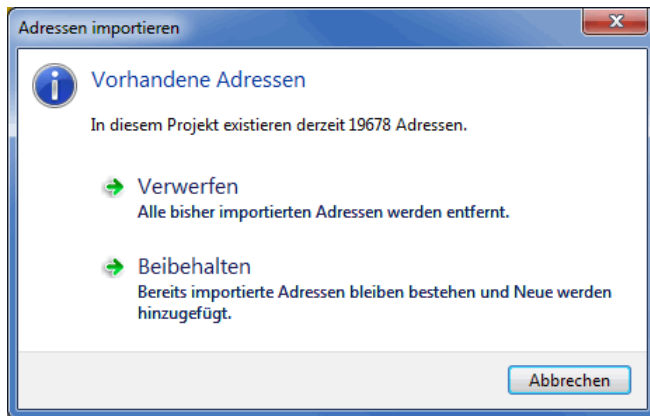 Adressen importieren
Vorhandene Adressen
In diesem Projekt existieren derzeit 19678 Adressen.
Verwerfen
Alle bisher importierten Adressen werden entfernt.
Beibehalten
Bereits importierte Adressen bleiben bestehen und Neue werden
hinzugefügt.
Abbrechen